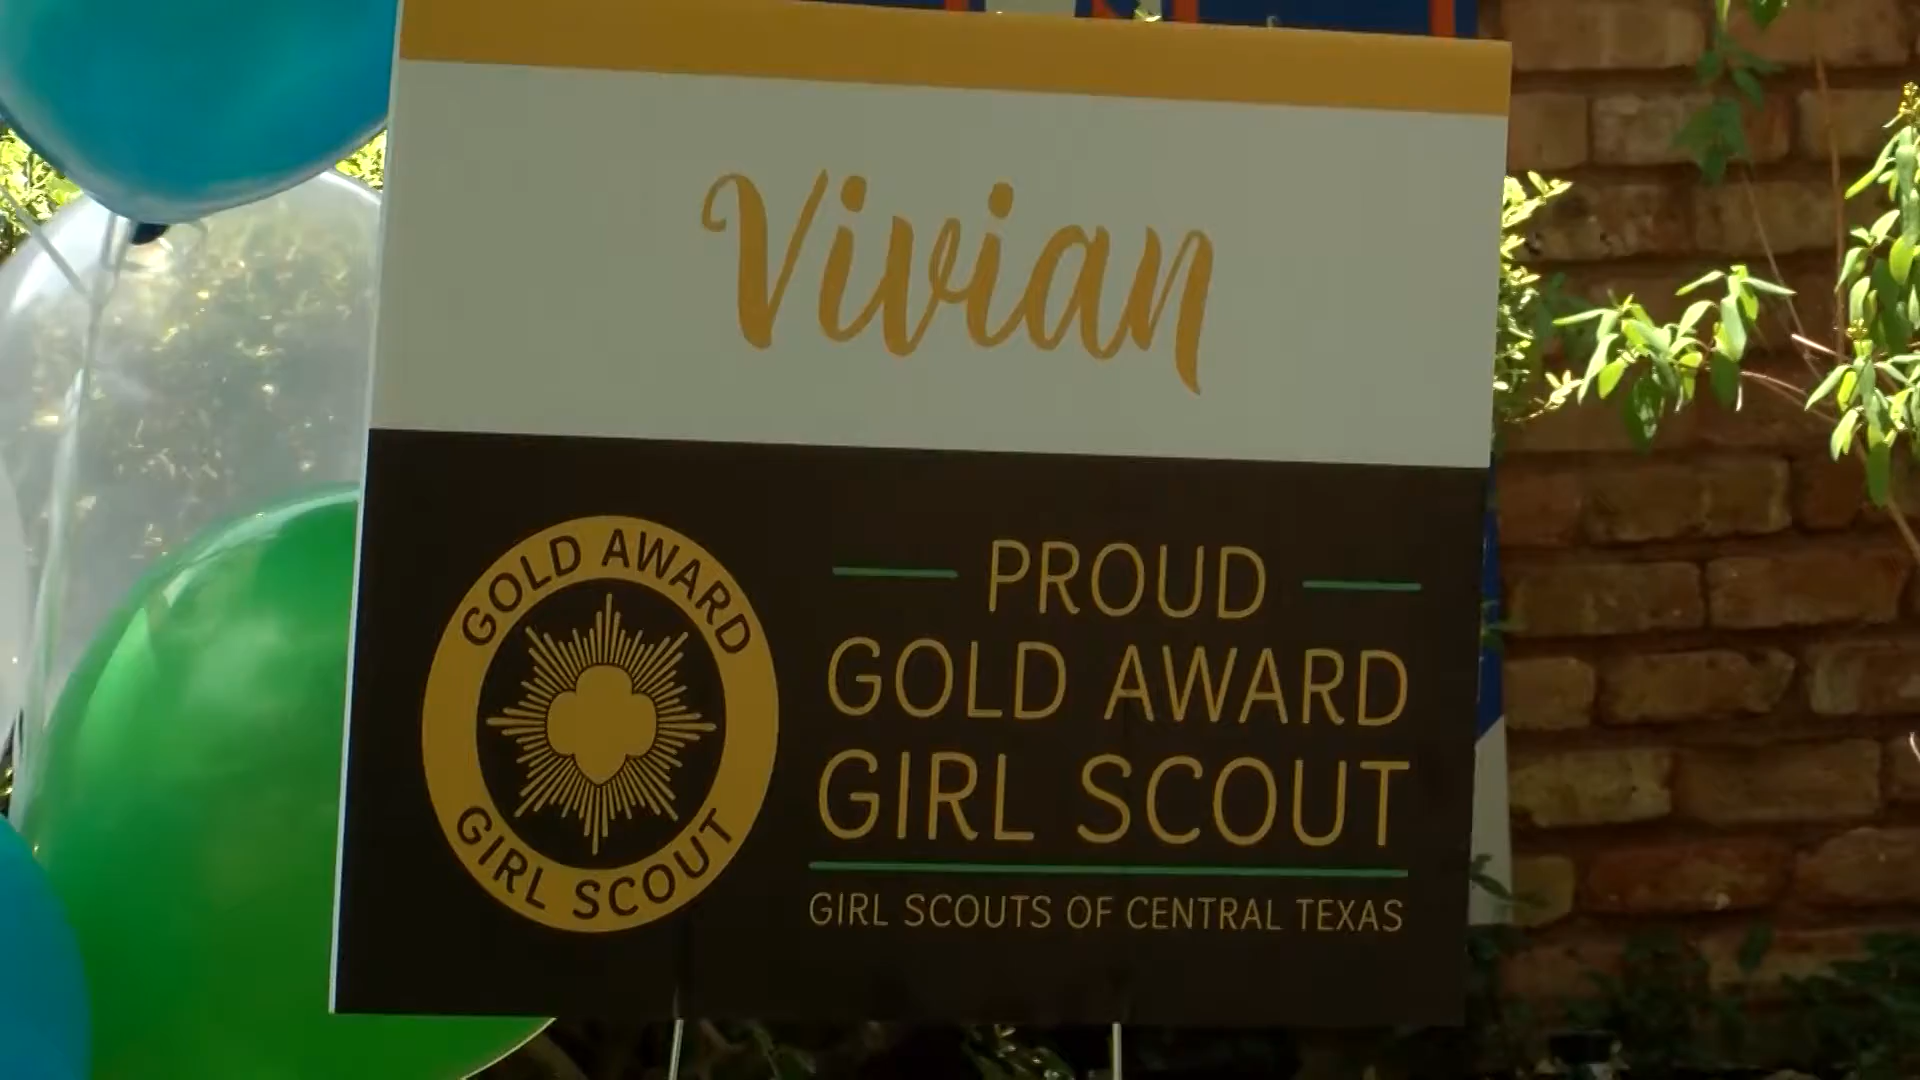 Vivian
GOLD AWARD
GIRL SCOUT
PROUD
GOLD AWARD
GIRL SCOUT
GIRL SCOUTS OF CENTRAL TEXAS